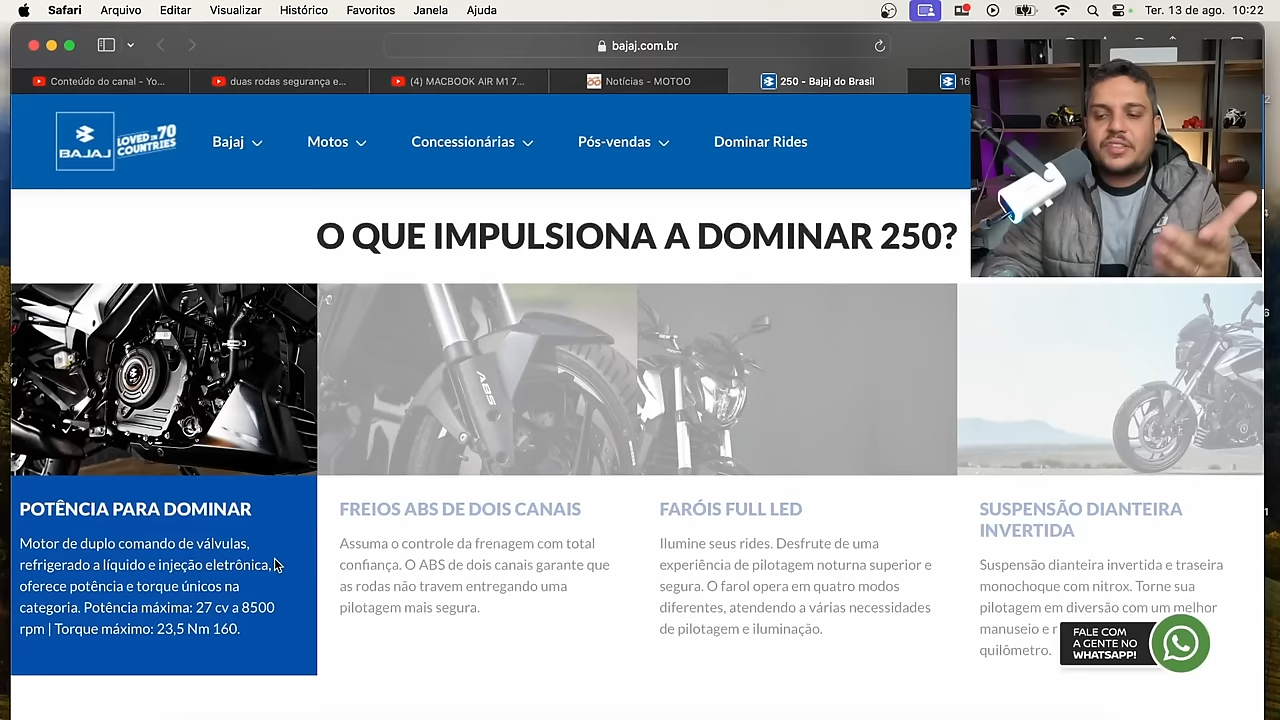 Safari Arquivo Editar Visualizar Histórico Favoritos Janela Ajuda Ter. 13 de ago. 10:22
bajaj.com.br
Conteúdo do canal - Yo...
duas rodas segurança e...
(4) MACBOOK AIR M1 7...
Notícias - MOTOO
250 - Bajaj do Brasil
16
BAJAJ
LOVED IN 70
COUNTRIES
Bajaj
Motos
Concessionárias
Pós-vendas
Dominar Rides
O QUE IMPULSIONA A DOMINAR 250?
ABS
POTÊNCIA PARA DOMINAR
Motor de duplo comando de válvulas,
refrigerado a líquido e injeção eletrônica,
oferece potência e torque únicos na
categoria. Potência máxima: 27 cv a 8500
rpm | Torque máximo: 23,5 Nm 160.
FREIOS ABS DE DOIS CANAIS
Assuma o controle da frenagem com total
confiança. O ABS de dois canais garante que
as rodas não travem entregando uma
pilotagem mais segura.
FARÓIS FULL LED
Ilumine seus rides. Desfrute de uma
experiência de pilotagem noturna superior e
segura. O farol opera em quatro modos
diferentes, atendendo a várias necessidades
de pilotagem e iluminação.
SUSPENSÃO DIANTEIRA
INVERTIDA
Suspensão dianteira invertida e traseira
monochoque com nitrox. Torne sua
pilotagem em diversão com um melhor
manuseio e r
quilômetro.
FALE COM
A GENTE NO
WHATSAPP!